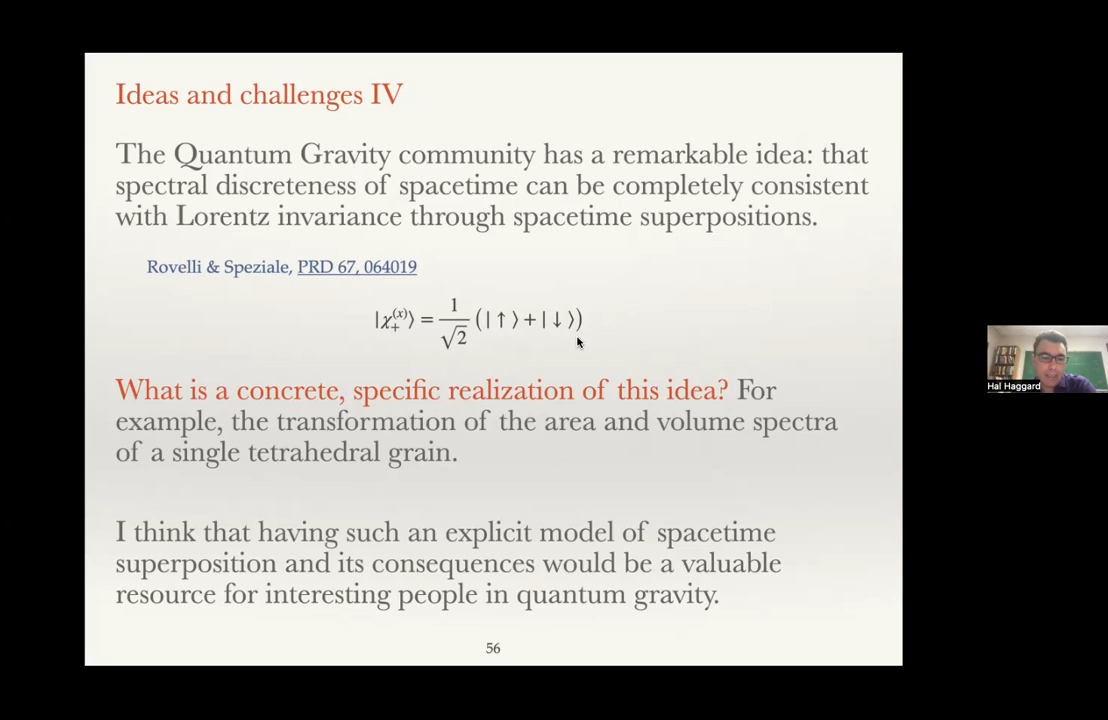 Ideas and challenges IV
The Quantum Gravity community has a remarkable idea: that
spectral discreteness of spacetime can be completely consistent
with Lorentz invariance through spacetime superpositions.
Rovelli & Speziale, PRD 67, 064019
|χ₊⁽ˣ⁾⟩ = 1/√2 (|↑⟩ + |↓⟩)
What is a concrete, specific realization of this idea? For
example, the transformation of the area and volume spectra
of a single tetrahedral grain.
I think that having such an explicit model of spacetime
superposition and its consequences would be a valuable
resource for interesting people in quantum gravity.
56
Hal Haggard